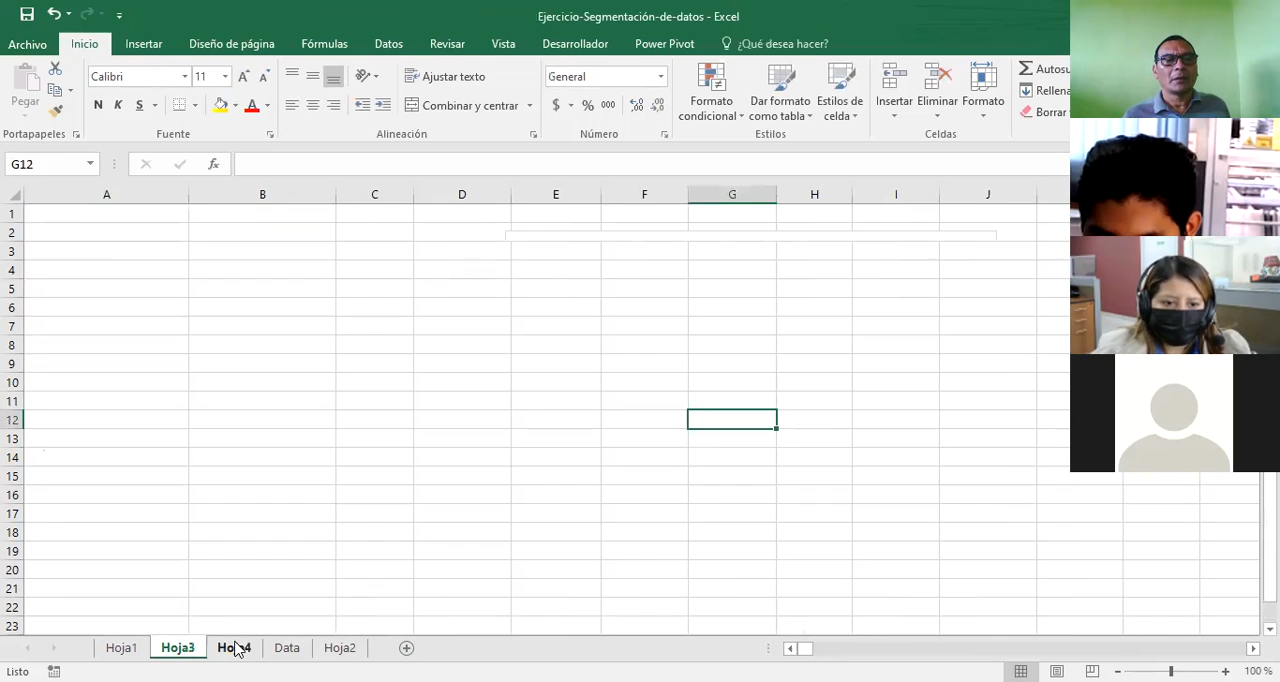 Ejercicio-Segmentación-de-datos - Excel
Archivo Inicio Insertar Diseño de página Fórmulas Datos Revisar Vista Desarrollador Power Pivot ¿Qué desea hacer?
Pegar
Calibri 11
N K S A
Ajustar texto
Combinar y centrar
General
$ % 000
Formato condicional
Dar formato como tabla
Estilos de celda
Insertar Eliminar Formato
Autosu
Rellena
Borrar
Portapapeles Fuente Alineación Número Estilos Celdas
G12 fx
A B C D E F G H I J
1
2
3
4
5
6
7
8
9
10
11
12
13
14
15
16
17
18
19
20
21
22
23
Hoja1 Hoja3 Hoja4 Data Hoja2
Listo 100 %